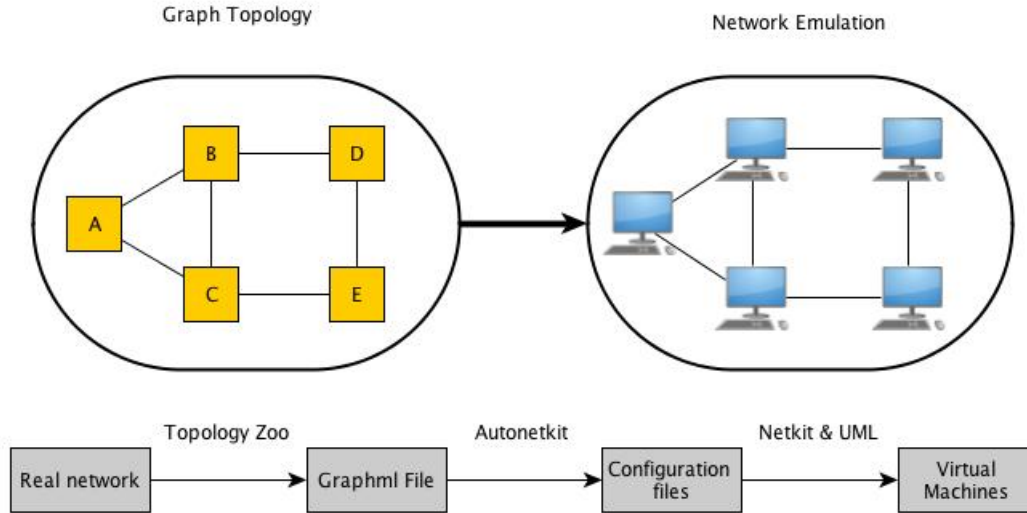 Graph Topology
Network Emulation
B
D
A
C
E
Topology Zoo
Autonetkit
Netkit & UML
Real network
Graphml File
Configuration
files
Virtual
Machines